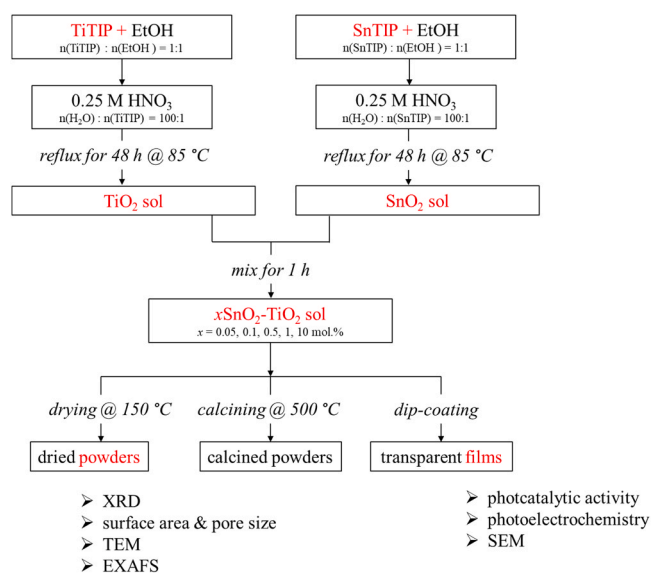 TiTIP + EtOH
n(TiTIP) : n(EtOH ) = 1:1
SnTIP + EtOH
n(SnTIP) : n(EtOH ) = 1:1
0.25 M HNO₃
n(H₂O) : n(TiTIP) = 100:1
0.25 M HNO₃
n(H₂O) : n(SnTIP) = 100:1
reflux for 48 h @ 85 °C
reflux for 48 h @ 85 °C
TiO₂ sol
SnO₂ sol
mix for 1 h
xSnO₂-TiO₂ sol
x = 0.05, 0.1, 0.5, 1, 10 mol.%
drying @ 150 °C
calcining @ 500 °C
dip-coating
dried powders
calcined powders
transparent films
➢ XRD
➢ surface area & pore size
➢ TEM
➢ EXAFS
➢ photcatalytic activity
➢ photoelectrochemistry
➢ SEM